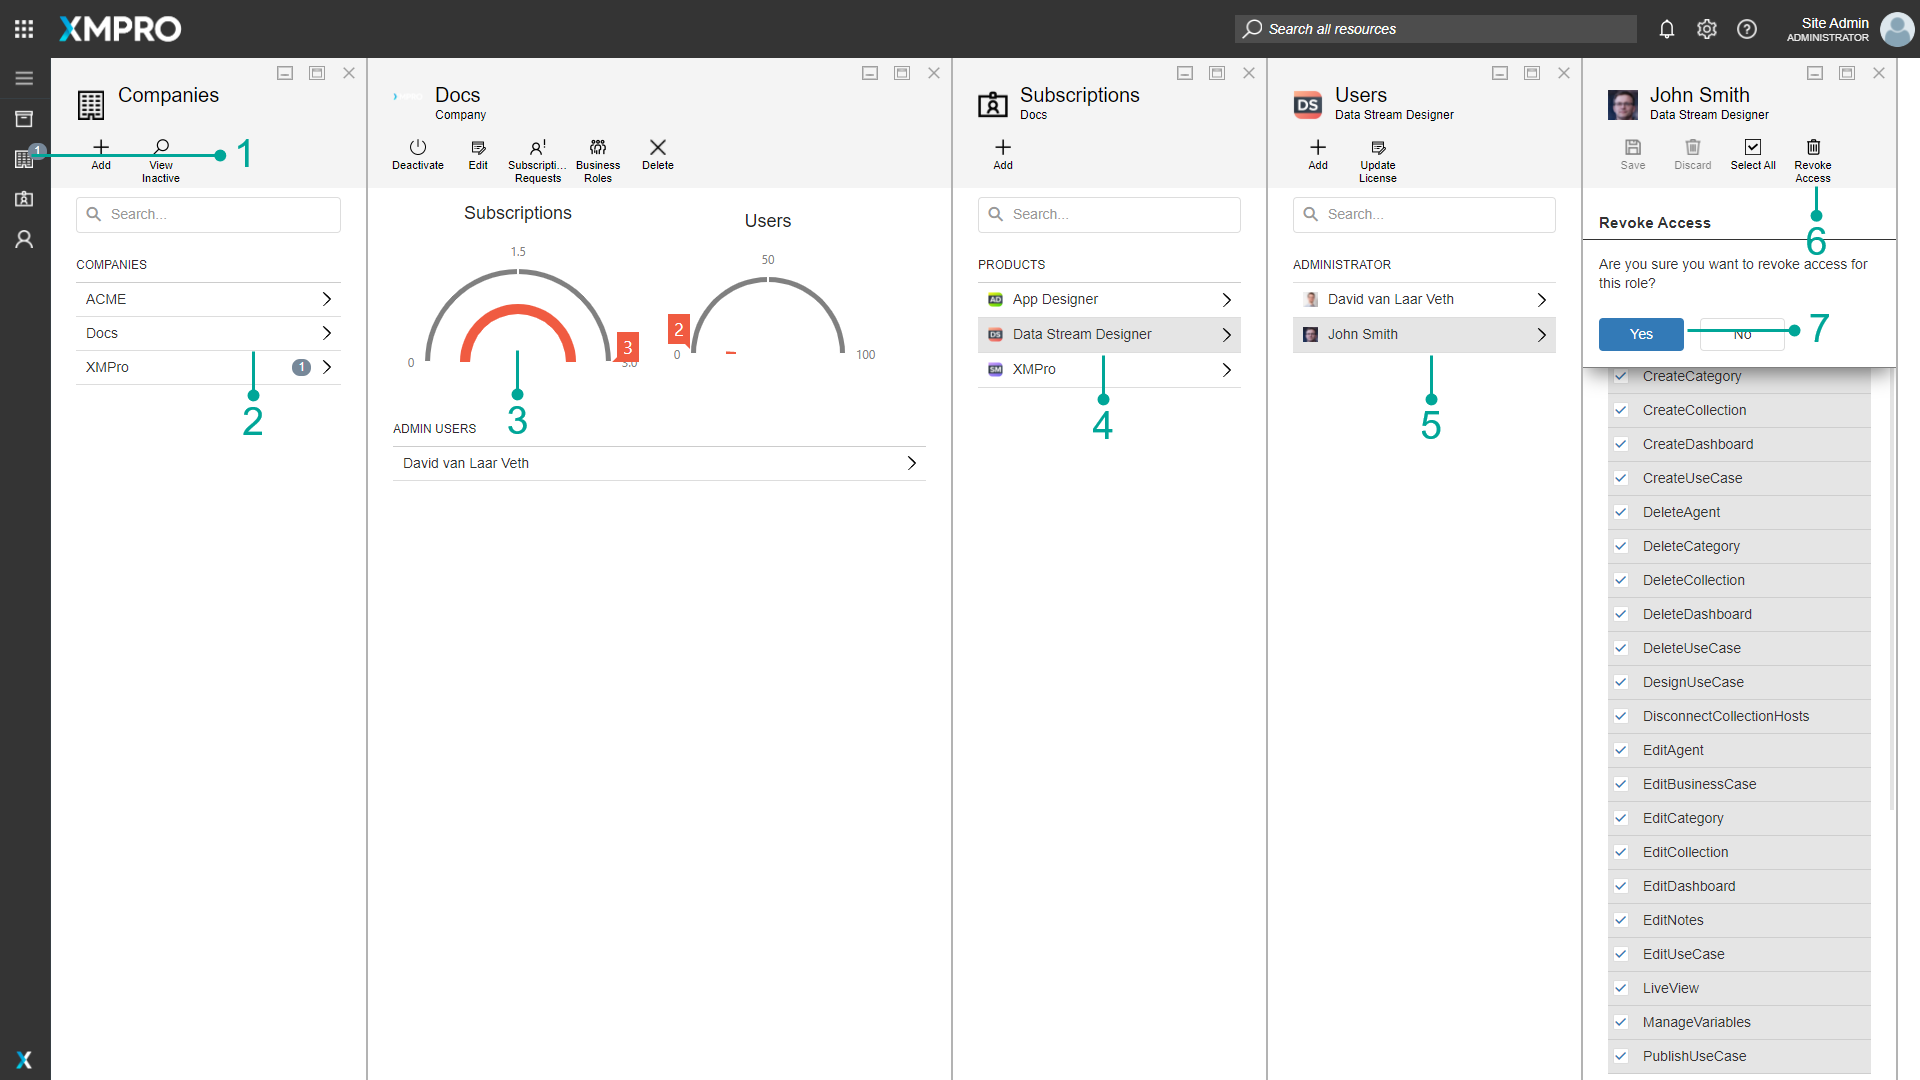 XMPRO
Search all resources
Site Admin
ADMINISTRATOR
1
Companies
Add
View
Inactive
1
Search...
COMPANIES
ACME
Docs
XMPro
1
2
Docs
Company
Deactivate
Edit
Subscripti...
Requests
Business
Roles
Delete
Subscriptions
1.5
0
3
3.0
Users
50
2
0
100
3
ADMIN USERS
David van Laar Veth
Subscriptions
Docs
Add
Search...
PRODUCTS
AD App Designer
DS Data Stream Designer
SM XMPro
4
DS
Users
Data Stream Designer
Add
Update
License
Search...
ADMINISTRATOR
David van Laar Veth
John Smith
5
John Smith
Data Stream Designer
Save
Discard
Select All
Revoke
Access
6
Revoke Access
Are you sure you want to revoke access for
this role?
Yes
No
7
CreateCategory
CreateCollection
CreateDashboard
CreateUseCase
DeleteAgent
DeleteCategory
DeleteCollection
DeleteDashboard
DeleteUseCase
DesignUseCase
DisconnectCollectionHosts
EditAgent
EditBusinessCase
EditCategory
EditCollection
EditDashboard
EditNotes
EditUseCase
LiveView
ManageVariables
PublishUseCase